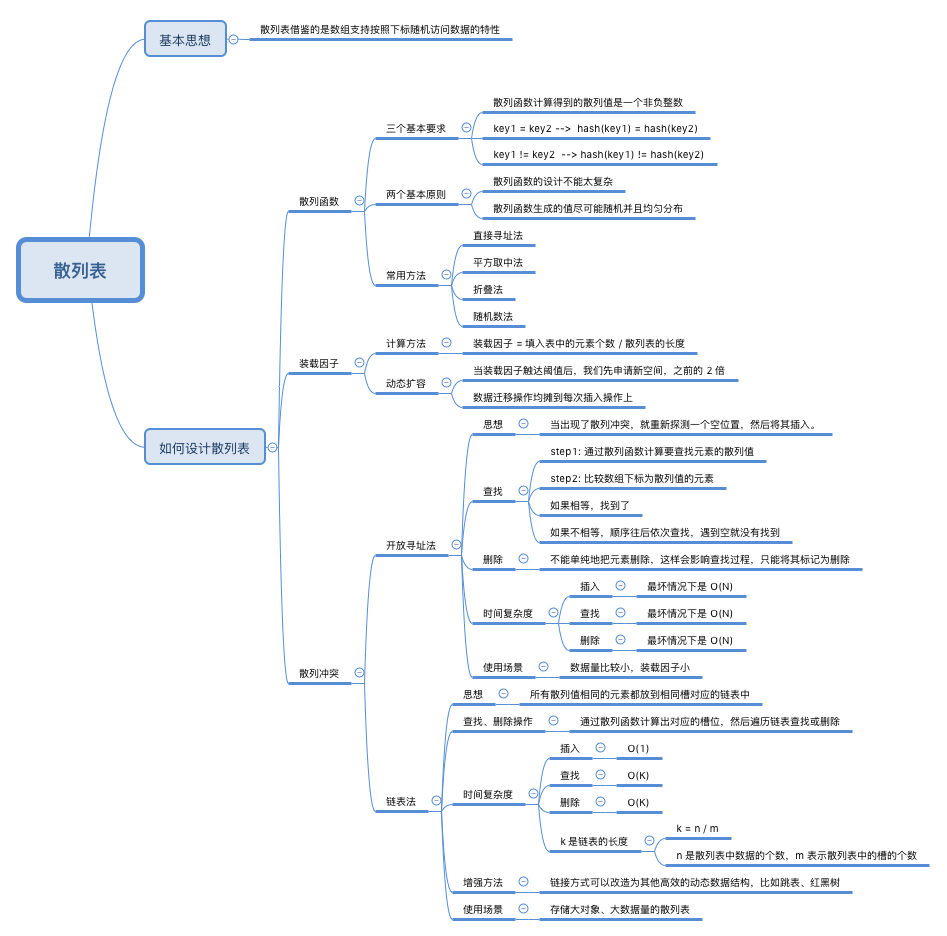 散列表
基本思想
散列表借鉴的是数组支持按照下标随机访问数据的特性
如何设计散列表
散列函数
三个基本要求
散列函数计算得到的散列值是一个非负整数
key1 = key2 --> hash(key1) = hash(key2)
key1 != key2 --> hash(key1) != hash(key2)
两个基本原则
散列函数的设计不能太复杂
散列函数生成的值尽可能随机并且均匀分布
常用方法
直接寻址法
平方取中法
折叠法
随机数法
装载因子
计算方法
装载因子 = 填入表中的元素个数 / 散列表的长度
动态扩容
当装载因子触达阈值后，我们先申请新空间，之前的 2 倍
数据迁移操作均摊到每次插入操作上
散列冲突
开放寻址法
思想
当出现了散列冲突，就重新探测一个空位置，然后将其插入。
查找
step1: 通过散列函数计算要查找元素的散列值
step2: 比较数组下标为散列值的元素
如果相等，找到了
如果不相等，顺序往后依次查找，遇到空就没有找到
删除
不能单纯地把元素删除，这样会影响查找过程，只能将其标记为删除
时间复杂度
插入
最坏情况下是 O(N)
查找
最坏情况下是 O(N)
删除
最坏情况下是 O(N)
使用场景
数据量比较小，装载因子小
链表法
思想
所有散列值相同的元素都放到相同槽对应的链表中
查找、删除操作
通过散列函数计算出对应的槽位，然后遍历链表查找或删除
时间复杂度
插入
O(1)
查找
O(K)
删除
O(K)
k 是链表的长度
k = n / m
n 是散列表中数据的个数，m 表示散列表中的槽的个数
增强方法
链接方式可以改造为其他高效的动态数据结构，比如跳表、红黑树
使用场景
存储大对象、大数据量的散列表